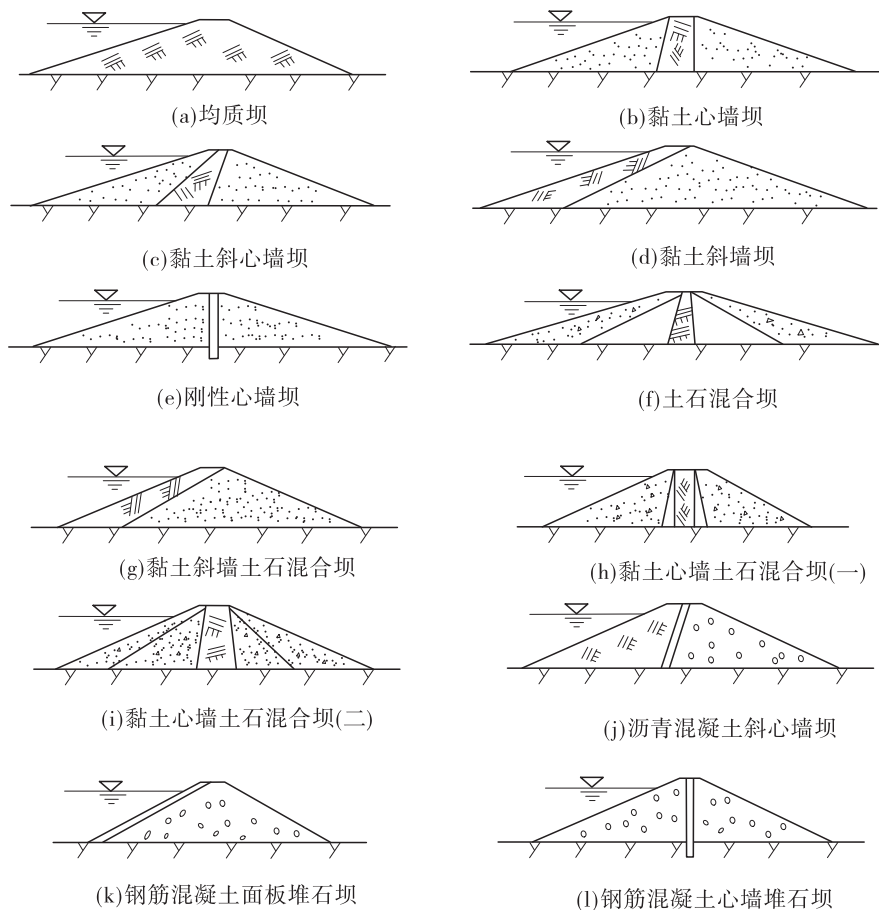 (a)均质坝
(b)黏土心墙坝
(c)黏土斜心墙坝
(d)黏土斜墙坝
(e)刚性心墙坝
(f)土石混合坝
(g)黏土斜墙土石混合坝
(h)黏土心墙土石混合坝(一)
(i)黏土心墙土石混合坝(二)
(j)沥青混凝土斜心墙坝
(k)钢筋混凝土面板堆石坝
(l)钢筋混凝土心墙堆石坝